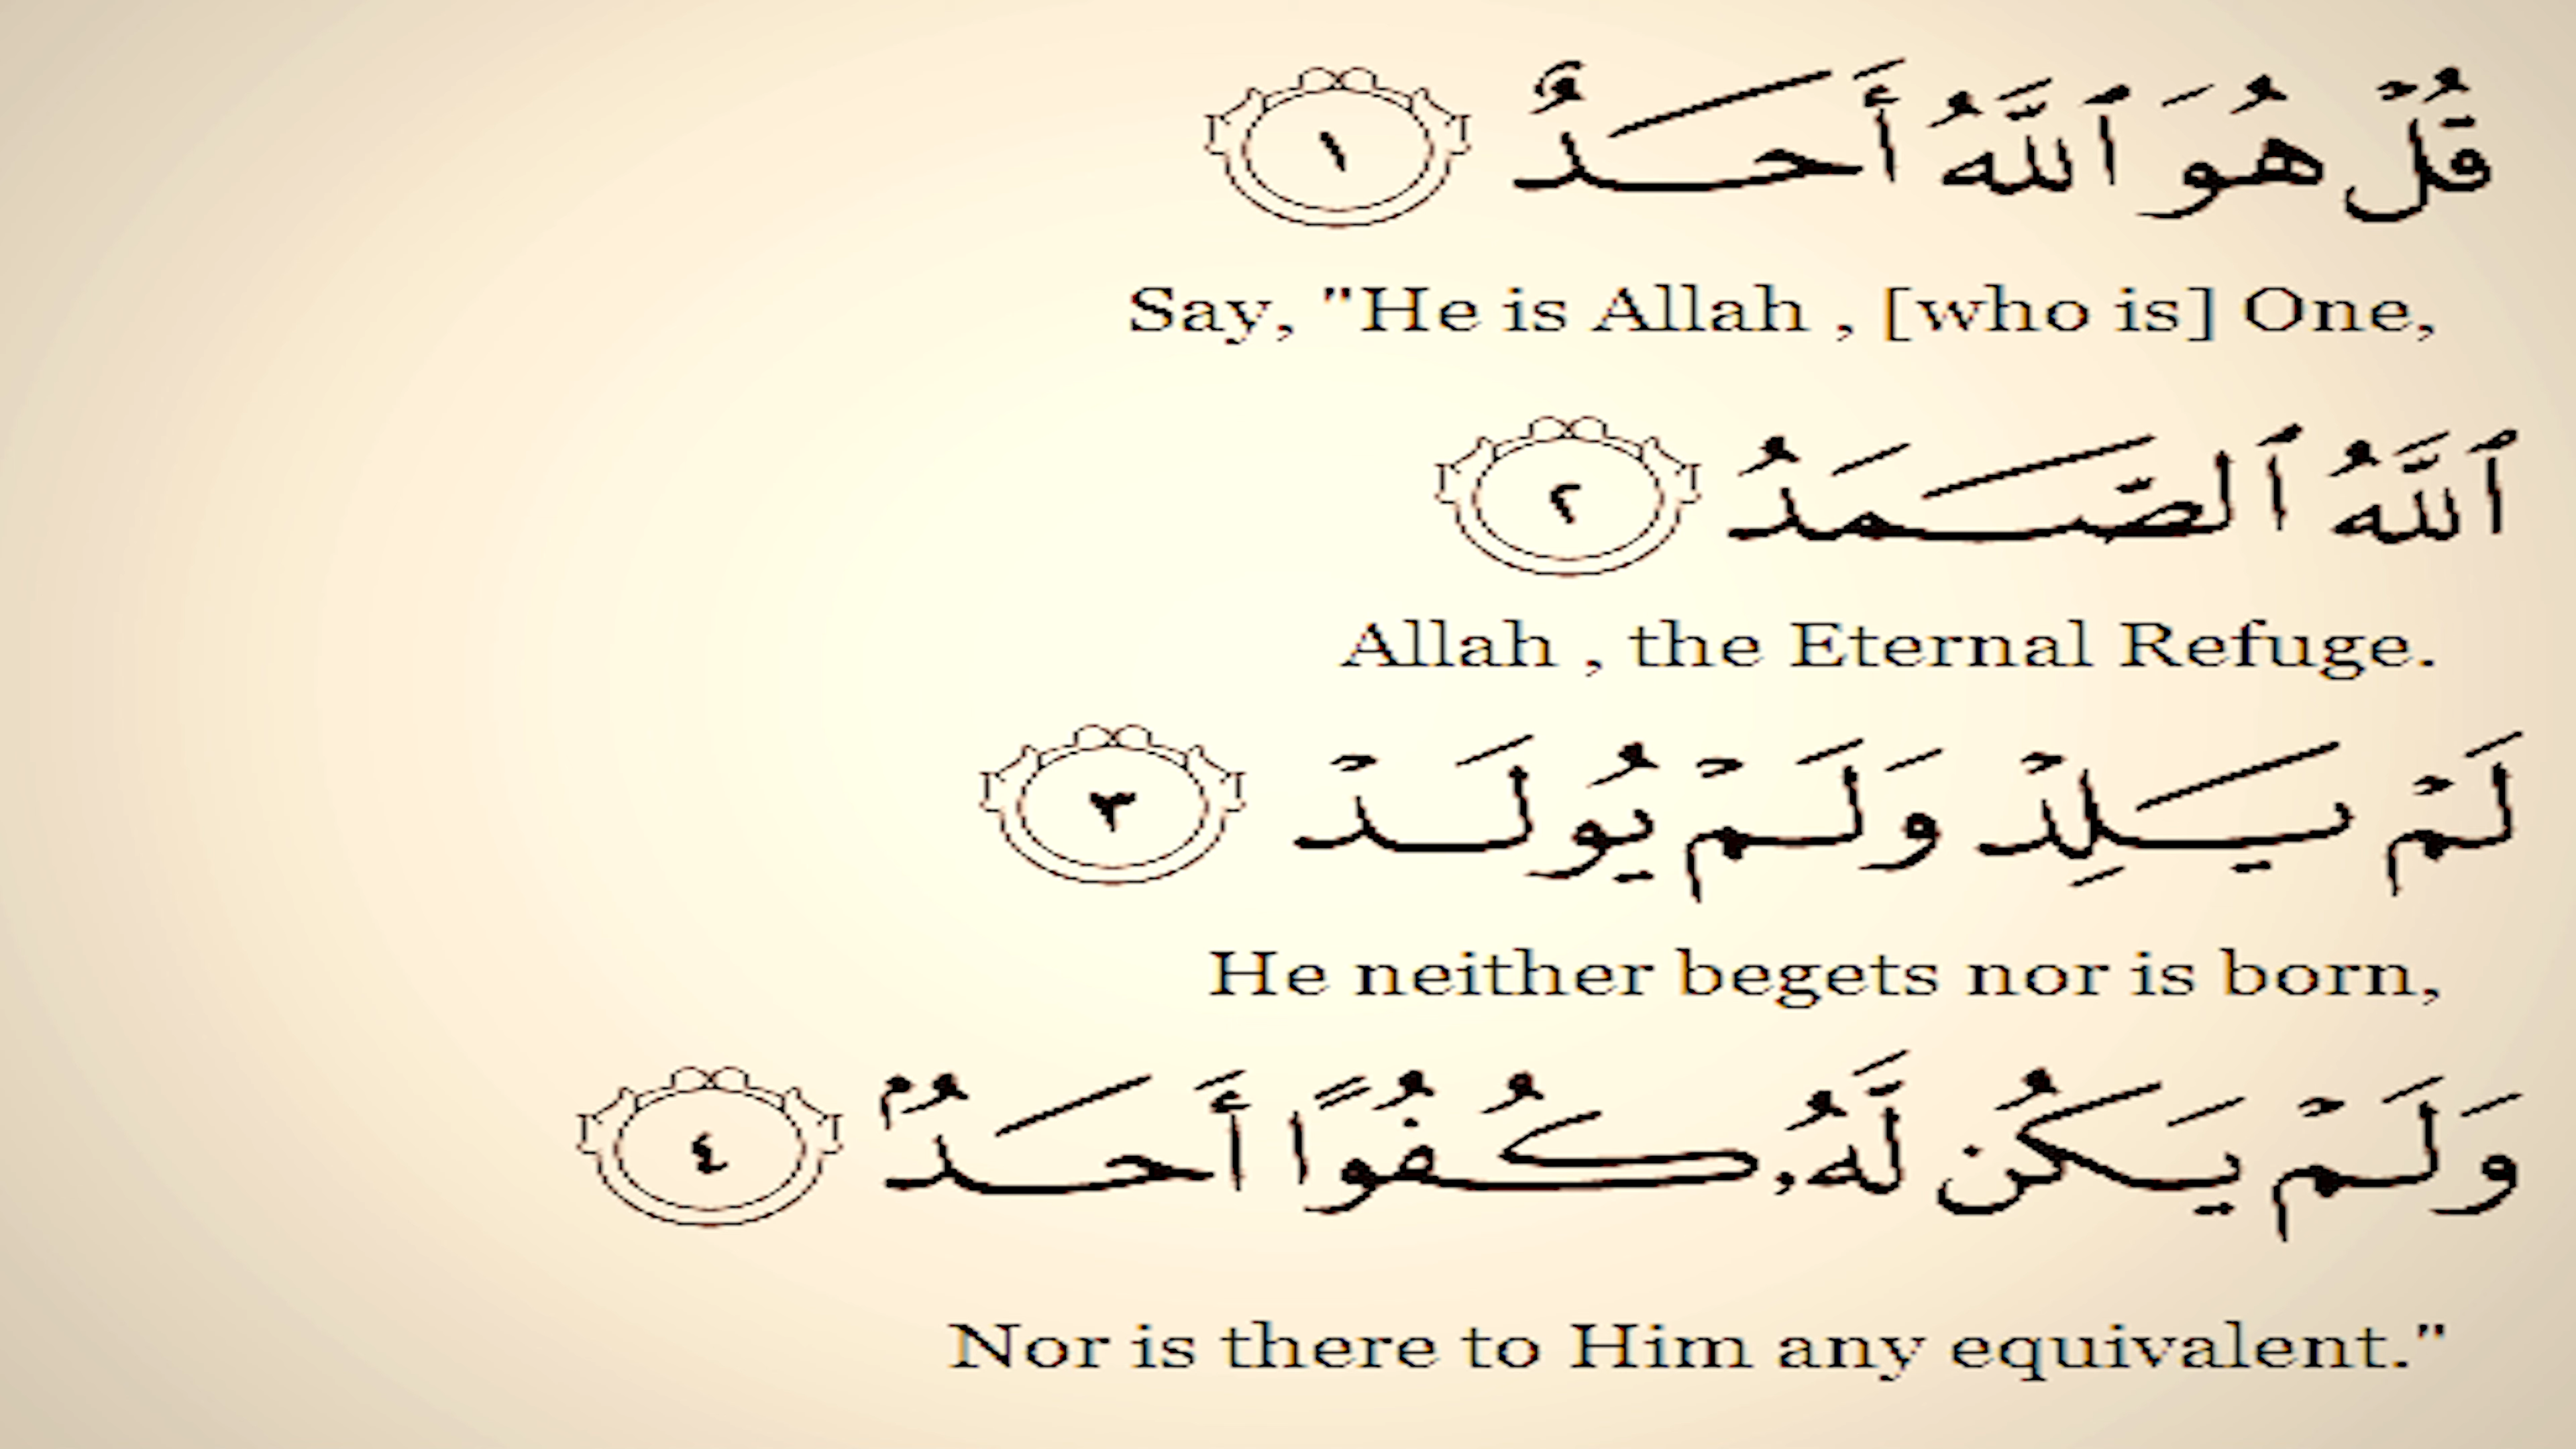 قُلْ هُوَ ٱللَّهُ أَحَدٌ ١
Say, "He is Allah , [who is] One,
ٱللَّهُ ٱلصَّمَدُ ٢
Allah , the Eternal Refuge.
لَمْ يَلِدْ وَلَمْ يُولَدْ ٣
He neither begets nor is born,
وَلَمْ يَكُن لَّهُۥ كُفُوًا أَحَدٌۢ ٤
Nor is there to Him any equivalent."